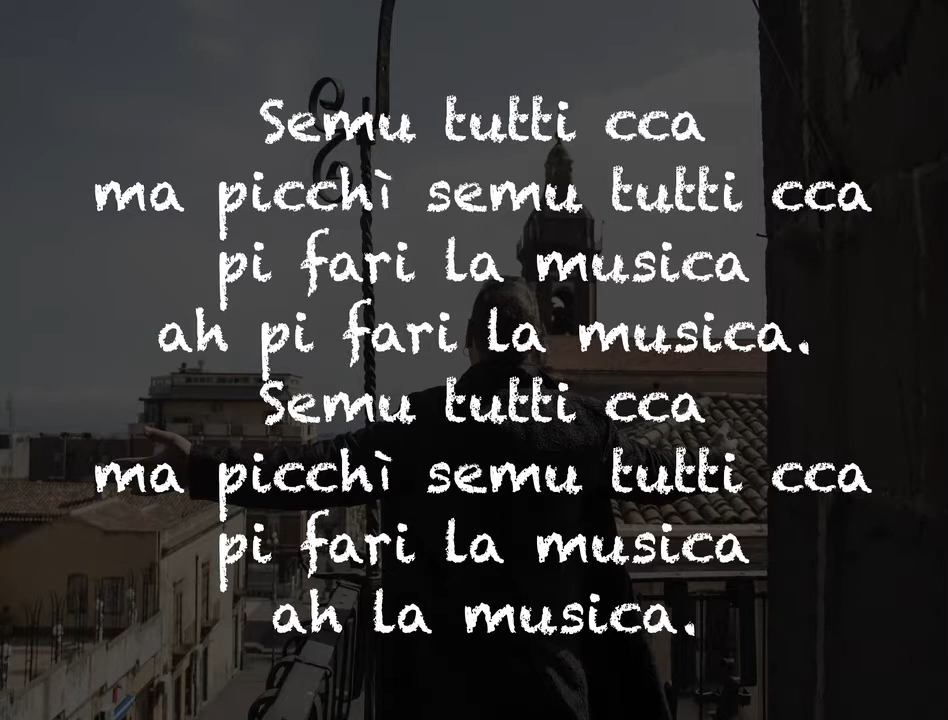 Semu tutti cca
ma picchì semu tutti cca
pi fari la musica
ah pi fari la musica.
Semu tutti cca
ma picchì semu tutti cca
pi fari la musica
ah la musica.